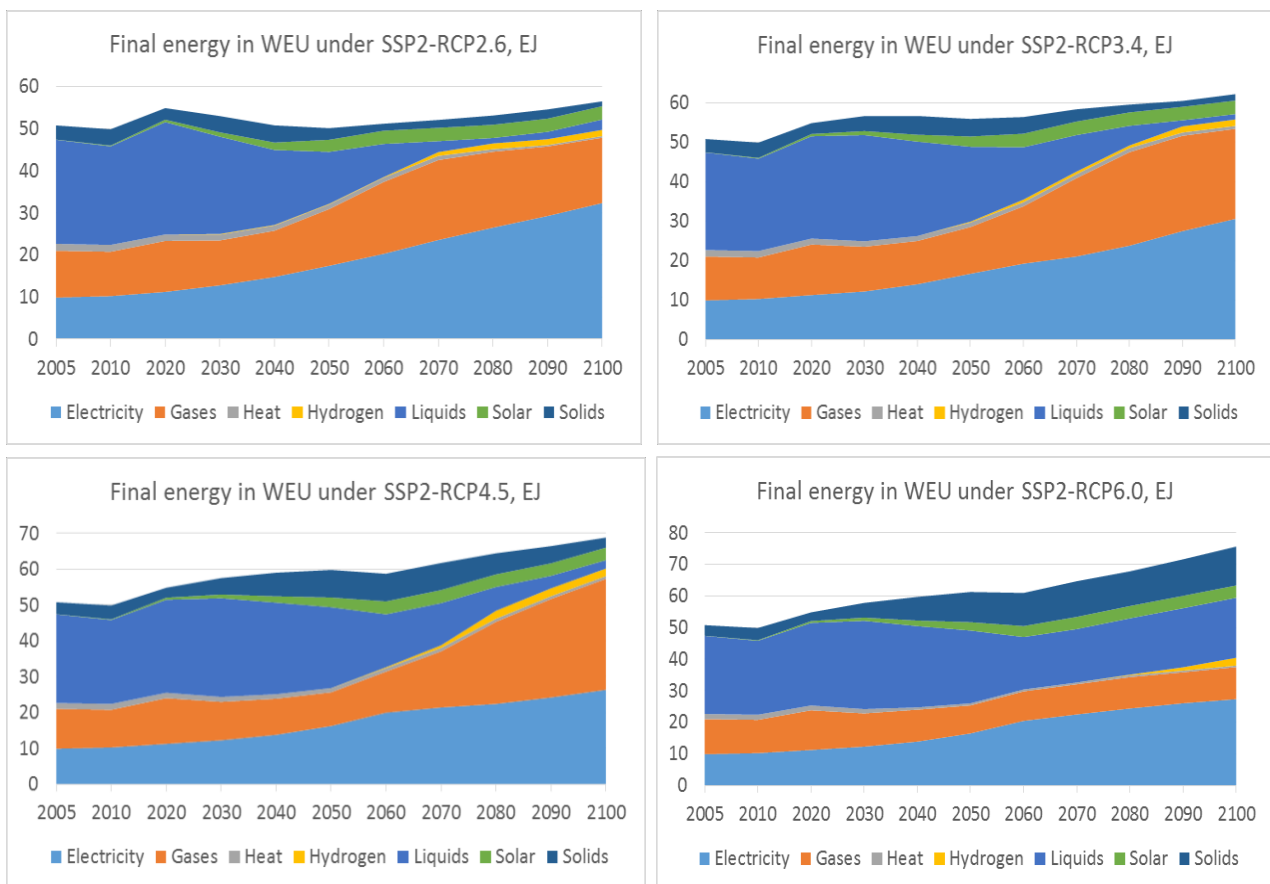 Final energy in WEU under SSP2-RCP2.6, EJ
60
50
40
30
20
10
0
2005 2010 2020 2030 2040 2050 2060 2070 2080 2090 2100
Electricity Gases Heat Hydrogen Liquids Solar Solids
Final energy in WEU under SSP2-RCP3.4, EJ
60
50
40
30
20
10
0
2005 2010 2020 2030 2040 2050 2060 2070 2080 2090 2100
Electricity Gases Heat Hydrogen Liquids Solar Solids
Final energy in WEU under SSP2-RCP4.5, EJ
70
60
50
40
30
20
10
0
2005 2010 2020 2030 2040 2050 2060 2070 2080 2090 2100
Electricity Gases Heat Hydrogen Liquids Solar Solids
Final energy in WEU under SSP2-RCP6.0, EJ
80
70
60
50
40
30
20
10
0
2005 2010 2020 2030 2040 2050 2060 2070 2080 2090 2100
Electricity Gases Heat Hydrogen Liquids Solar Solids